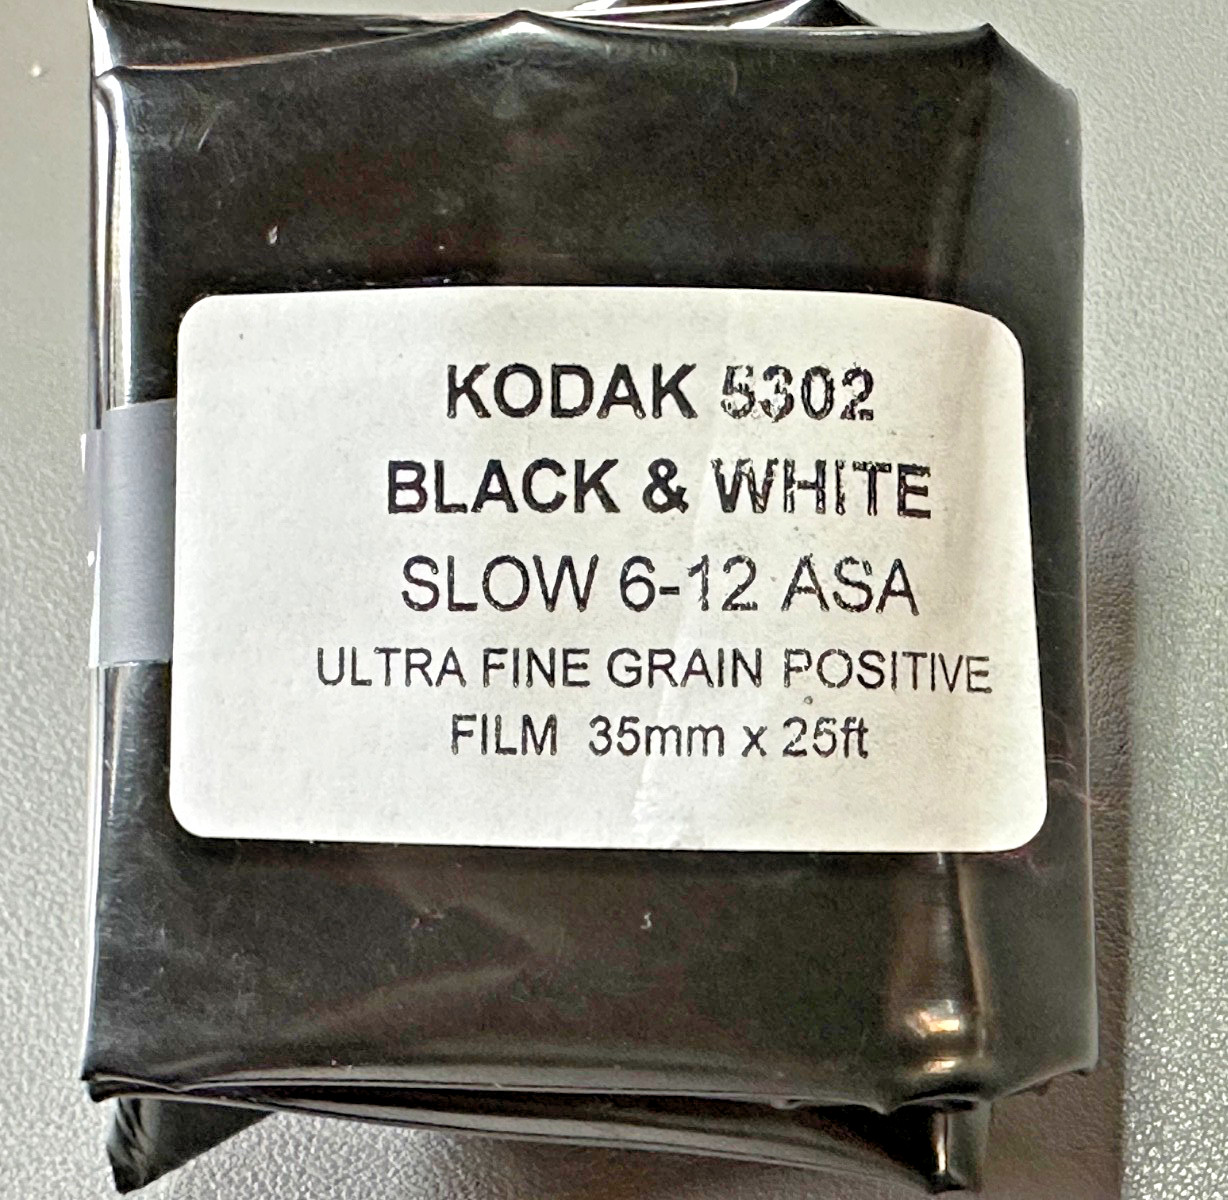 KODAK 5302
BLACK & WHITE
SLOW 6-12 ASA
ULTRA FINE GRAIN POSITIVE
FILM 35mm x 25ft